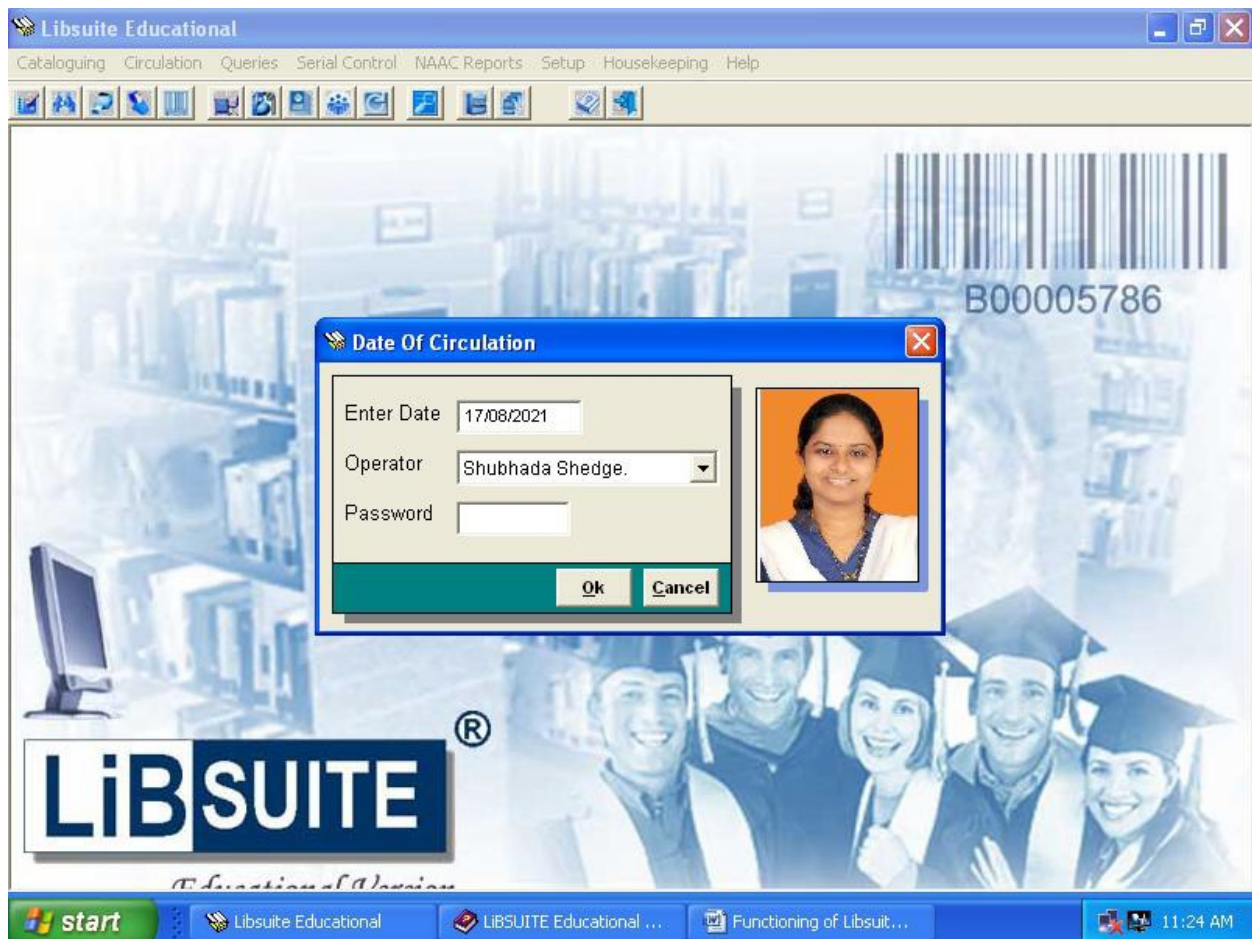 Libsuite Educational
Cataloguing Circulation Queries Serial Control NAAC Reports Setup Housekeeping Help
B00005786
Date Of Circulation
Enter Date 17/08/2021
Operator Shubhada Shedge.
Password
Ok Cancel
®
LiBSUITE
Educational Version
start Libsuite Educational LiBSUITE Educational ... Functioning of Libsuit... 11:24 AM